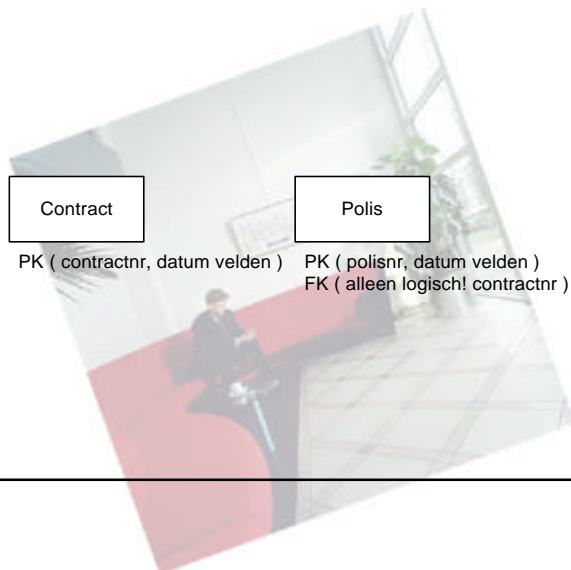 Contract
Polis
PK ( contractnr, datum velden )
PK ( polisnr, datum velden )
FK ( alleen logisch! contractnr )